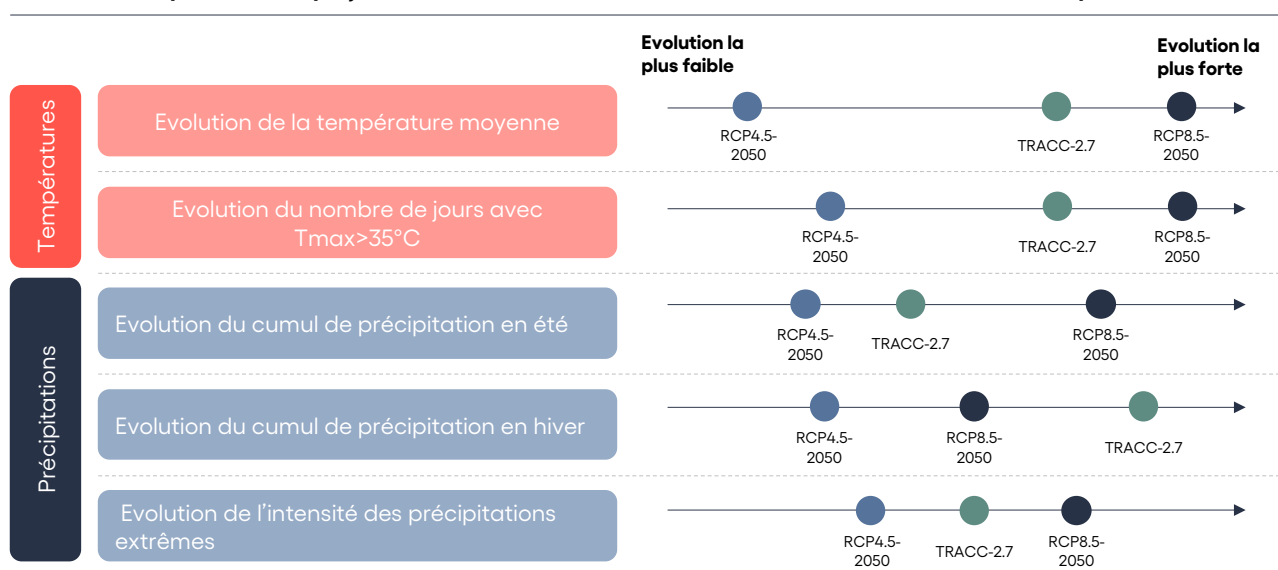 Evolution la
plus faible
Evolution la
plus forte
Températures
Evolution de la température moyenne
RCP4.5-
2050
TRACC-2.7
RCP8.5-
2050
Evolution du nombre de jours avec
Tmax>35°C
RCP4.5-
2050
TRACC-2.7
RCP8.5-
2050
Précipitations
Evolution du cumul de précipitation en été
RCP4.5-
2050
TRACC-2.7
RCP8.5-
2050
Evolution du cumul de précipitation en hiver
RCP4.5-
2050
RCP8.5-
2050
TRACC-2.7
Evolution de l'intensité des précipitations
extrêmes
RCP4.5-
2050
TRACC-2.7
RCP8.5-
2050